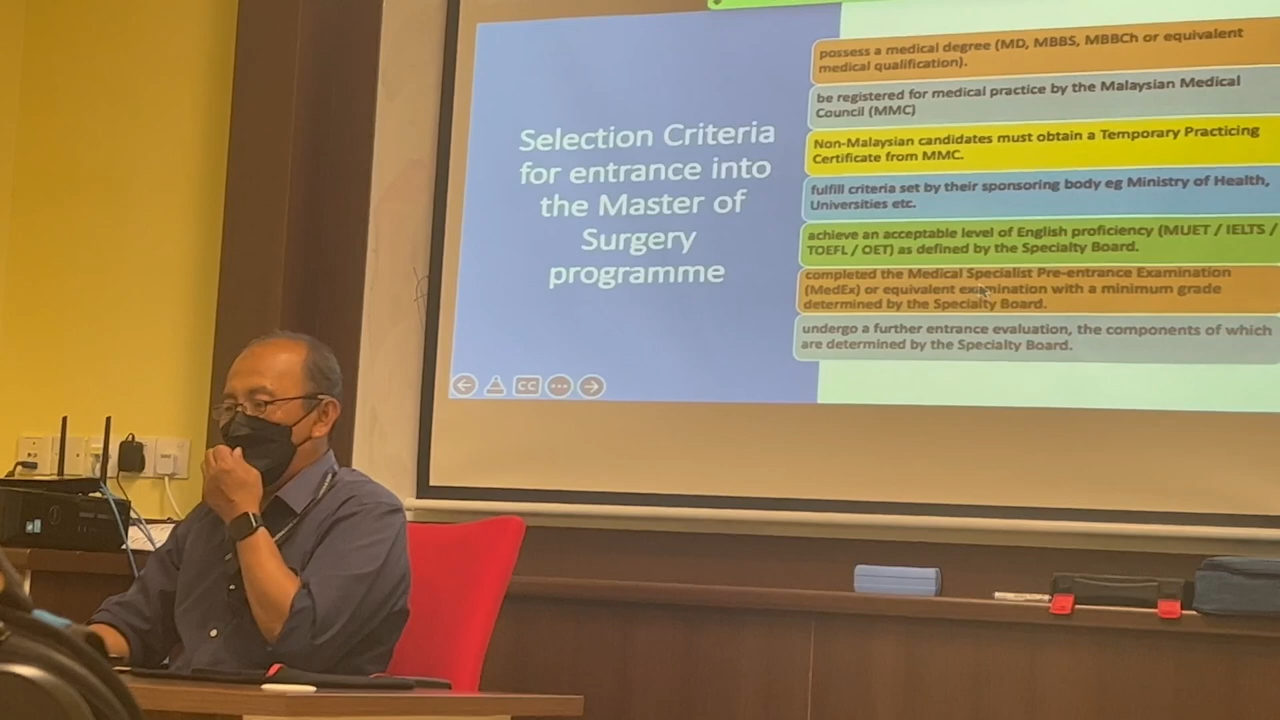 Selection Criteria
for entrance into
the Master of
Surgery
programme
possess a medical degree (MD, MBBS, MBBCh or equivalent
medical qualification).
be registered for medical practice by the Malaysian Medical
Council (MMC)
Non-Malaysian candidates must obtain a Temporary Practicing
Certificate from MMC.
fulfill criteria set by their sponsoring body eg Ministry of Health,
Universities etc.
achieve an acceptable level of English proficiency (MUET / IELTS /
TOEFL / OET) as defined by the Specialty Board.
completed the Medical Specialist Pre-entrance Examination
(MedEx) or equivalent examination with a minimum grade
determined by the Specialty Board.
undergo a further entrance evaluation, the components of which
are determined by the Specialty Board.
CC